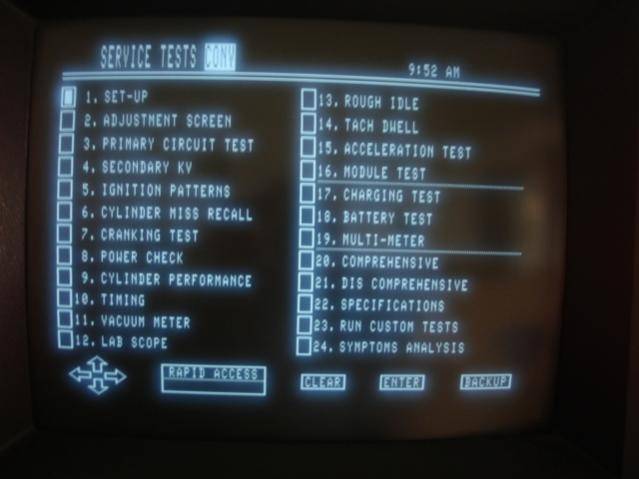 SERVICE TESTS CONV
9:52 AM
1. SET-UP
2. ADJUSTMENT SCREEN
3. PRIMARY CIRCUIT TEST
4. SECONDARY KV
5. IGNITION PATTERNS
6. CYLINDER MISS RECALL
7. CRANKING TEST
8. POWER CHECK
9. CYLINDER PERFORMANCE
10. TIMING
11. VACUUM METER
12. LAB SCOPE
13. ROUGH IDLE
14. TACH DWELL
15. ACCELERATION TEST
16. MODULE TEST
17. CHARGING TEST
18. BATTERY TEST
19. MULTI-METER
20. COMPREHENSIVE
21. DIS COMPREHENSIVE
22. SPECIFICATIONS
23. RUN CUSTOM TESTS
24. SYMPTOMS ANALYSIS
RAPID ACCESS
CLEAR
ENTER
BACKUP